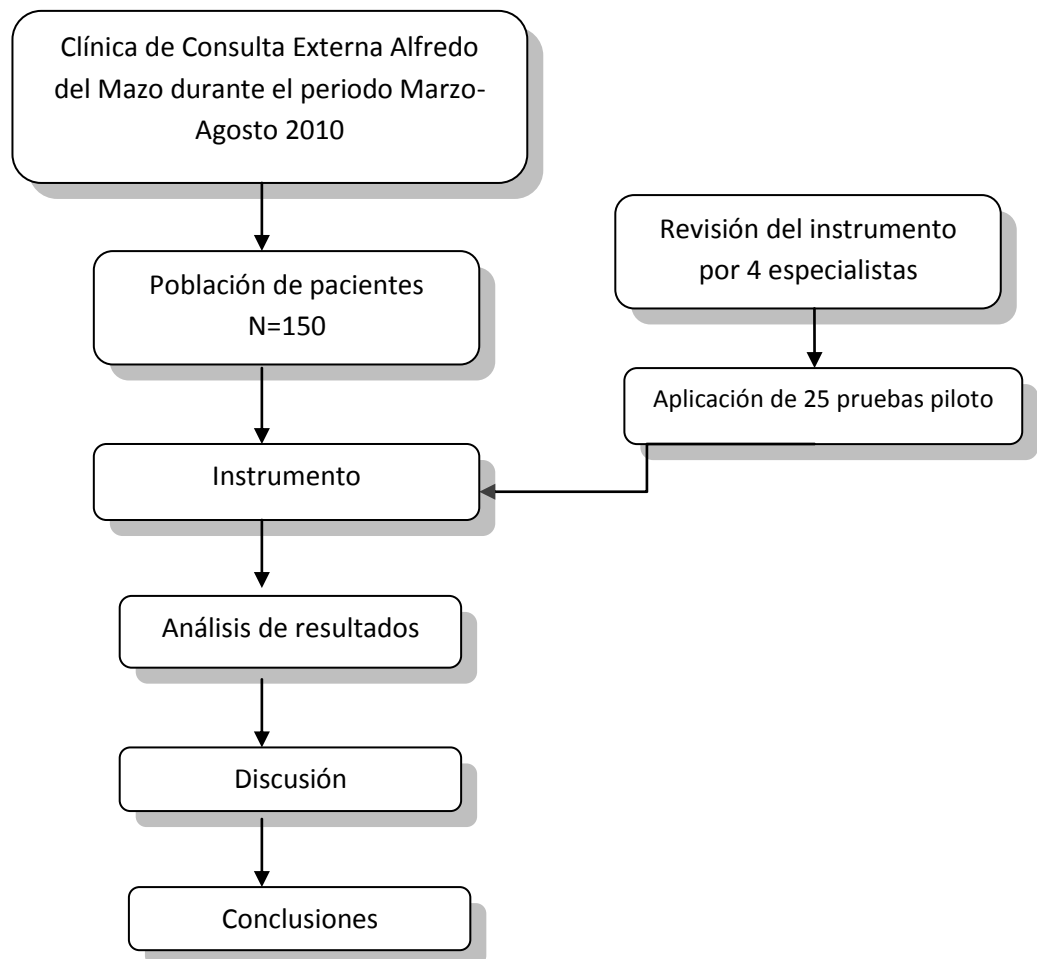 Clínica de Consulta Externa Alfredo
del Mazo durante el periodo Marzo-
Agosto 2010
Población de pacientes
N=150
Revisión del instrumento
por 4 especialistas
Aplicación de 25 pruebas piloto
Instrumento
Análisis de resultados
Discusión
Conclusiones